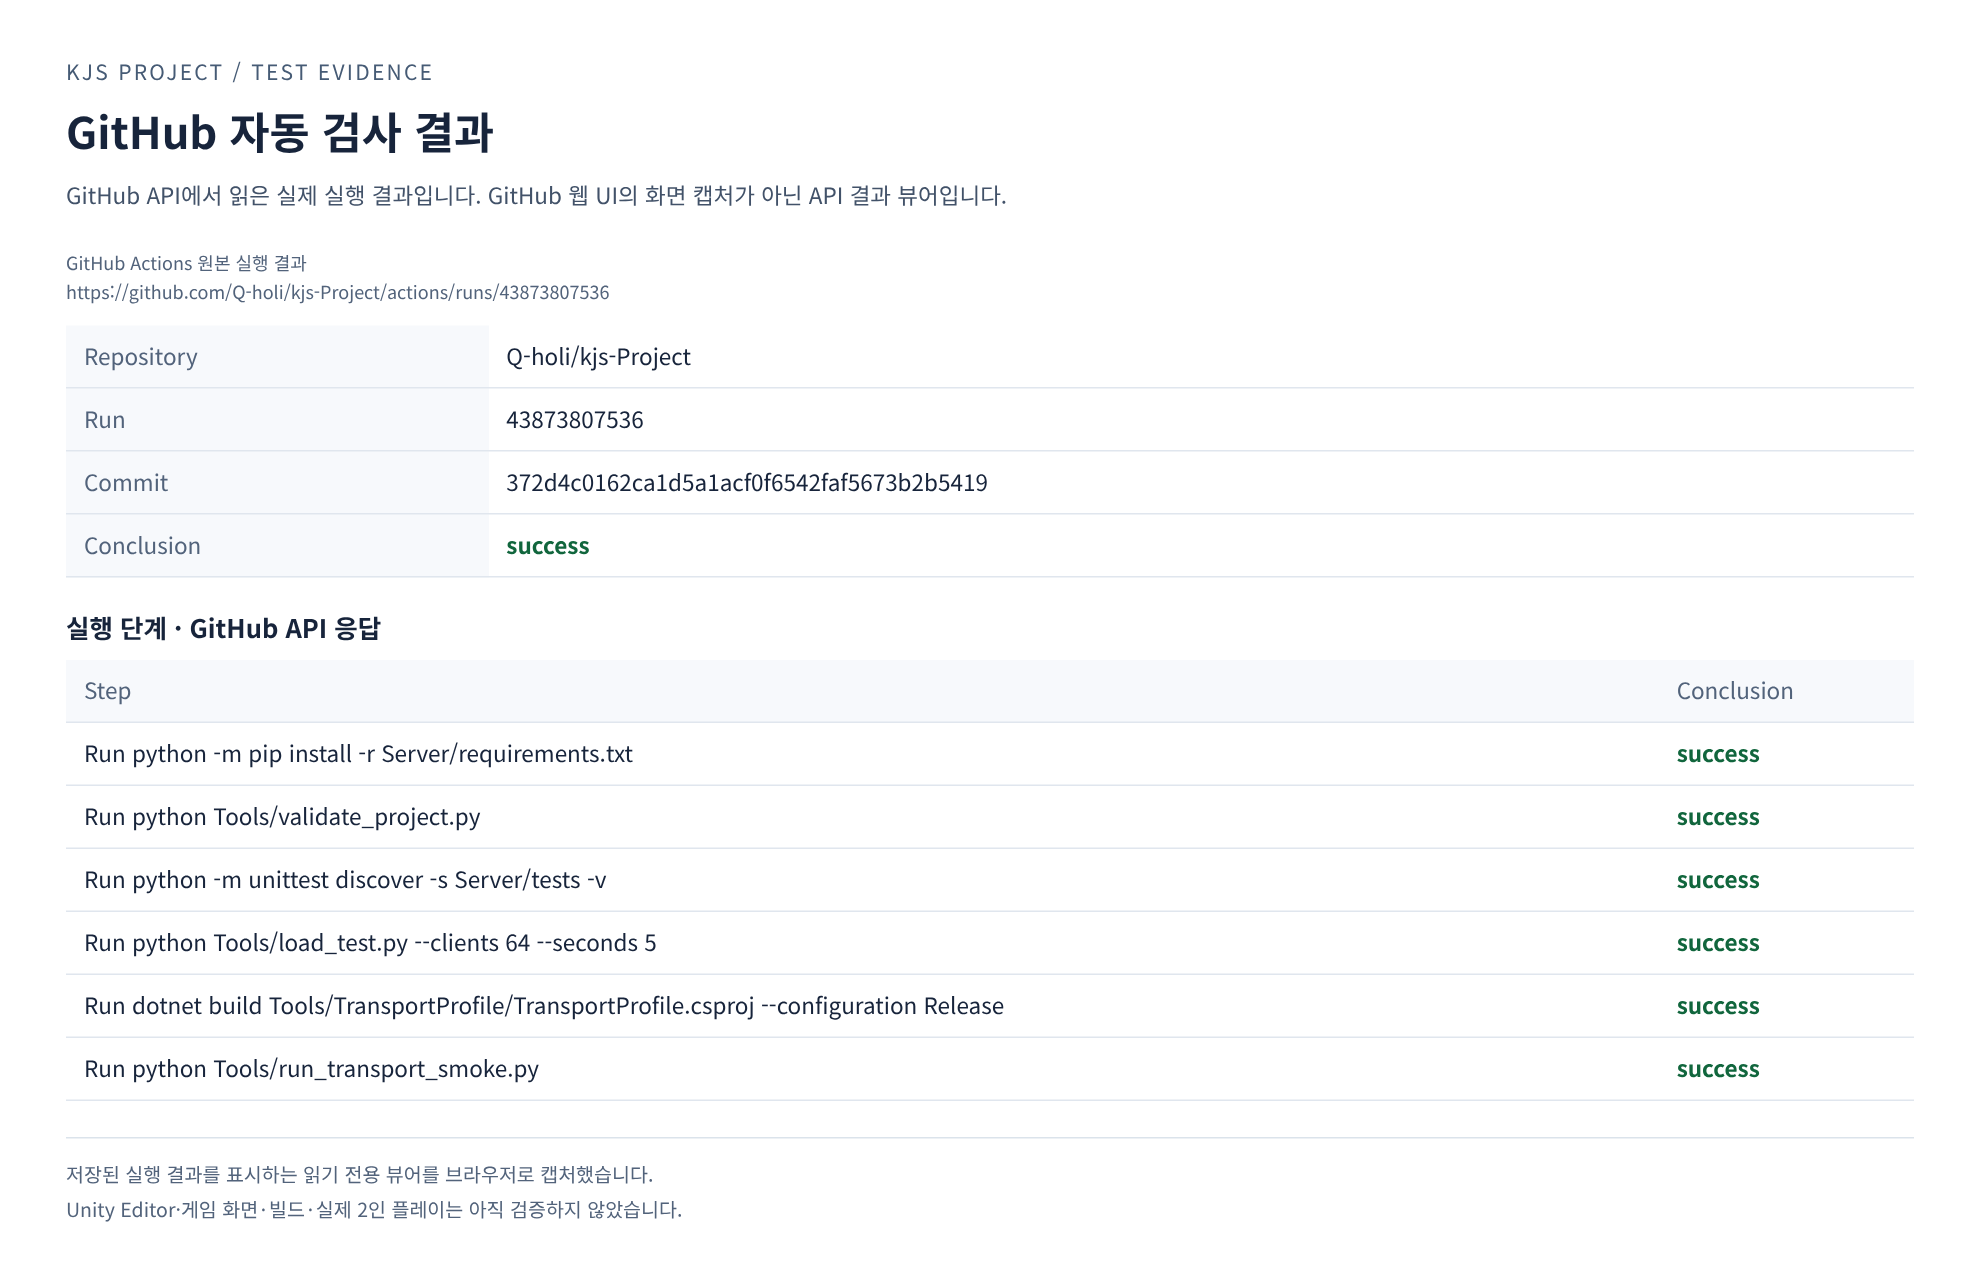 KJS PROJECT / TEST EVIDENCE
GitHub 자동 검사 결과
GitHub API에서 읽은 실제 실행 결과입니다. GitHub 웹 UI의 화면 캡처가 아닌 API 결과 뷰어입니다.
GitHub Actions 원본 실행 결과
https://github.com/Q-holi/kjs-Project/actions/runs/43873807536
Repository Q-holi/kjs-Project
Run 43873807536
Commit 372d4c0162ca1d5a1acf0f6542faf5673b2b5419
Conclusion success
실행 단계 · GitHub API 응답
Step Conclusion
Run python -m pip install -r Server/requirements.txt success
Run python Tools/validate_project.py success
Run python -m unittest discover -s Server/tests -v success
Run python Tools/load_test.py --clients 64 --seconds 5 success
Run dotnet build Tools/TransportProfile/TransportProfile.csproj --configuration Release success
Run python Tools/run_transport_smoke.py success
저장된 실행 결과를 표시하는 읽기 전용 뷰어를 브라우저로 캡처했습니다.
Unity Editor·게임 화면·빌드·실제 2인 플레이는 아직 검증하지 않았습니다.